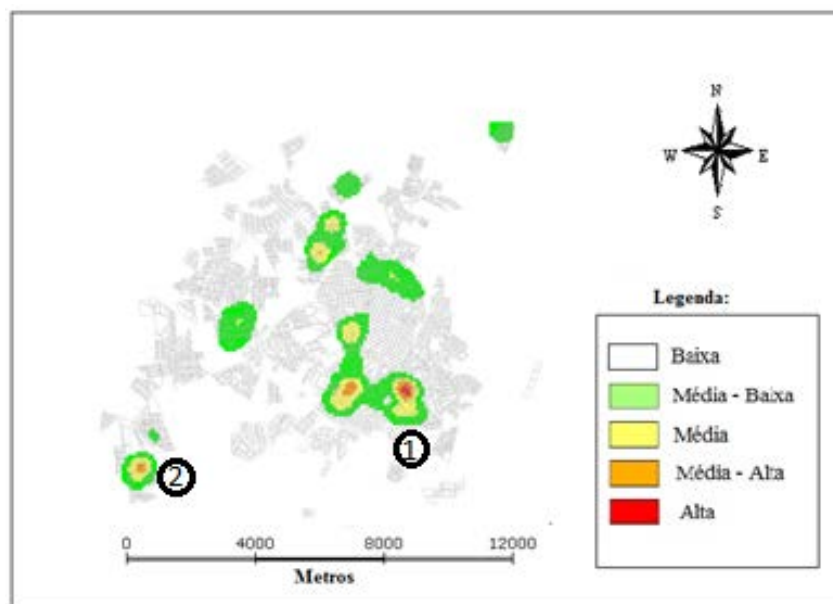 N
W E
S
Legenda:
Baixa
Média - Baixa
Média
Média - Alta
Alta
1
2
0 4000 8000 12000
Metros